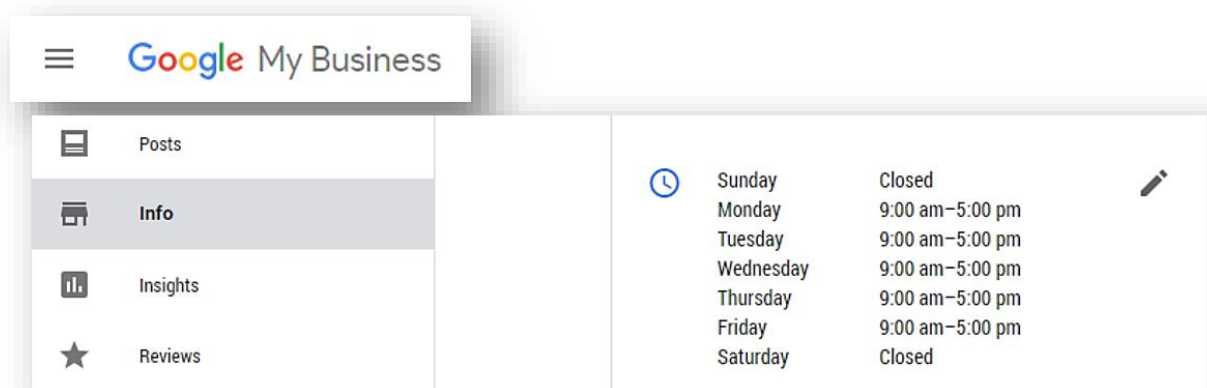 Google My Business
Posts
Info
Insights
Reviews
Sunday Closed
Monday 9:00 am–5:00 pm
Tuesday 9:00 am–5:00 pm
Wednesday 9:00 am–5:00 pm
Thursday 9:00 am–5:00 pm
Friday 9:00 am–5:00 pm
Saturday Closed